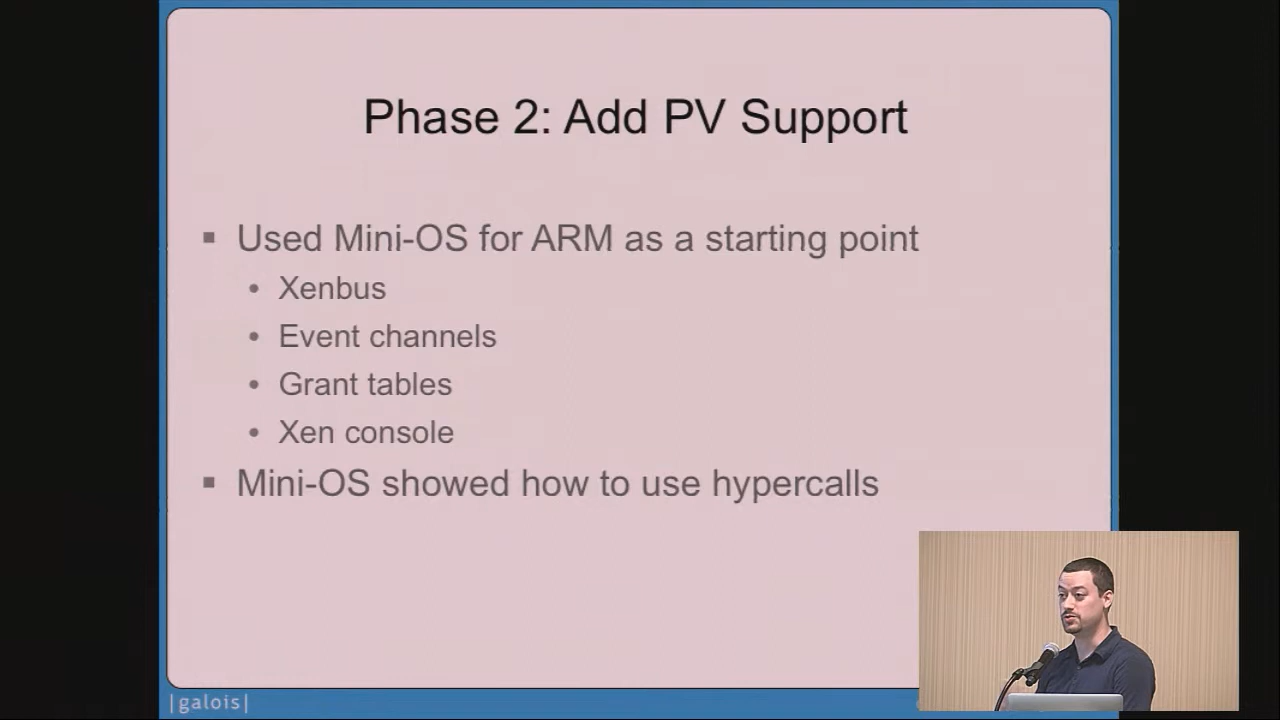 Phase 2: Add PV Support
▪ Used Mini-OS for ARM as a starting point
• Xenbus
• Event channels
• Grant tables
• Xen console
▪ Mini-OS showed how to use hypercalls
|galois|